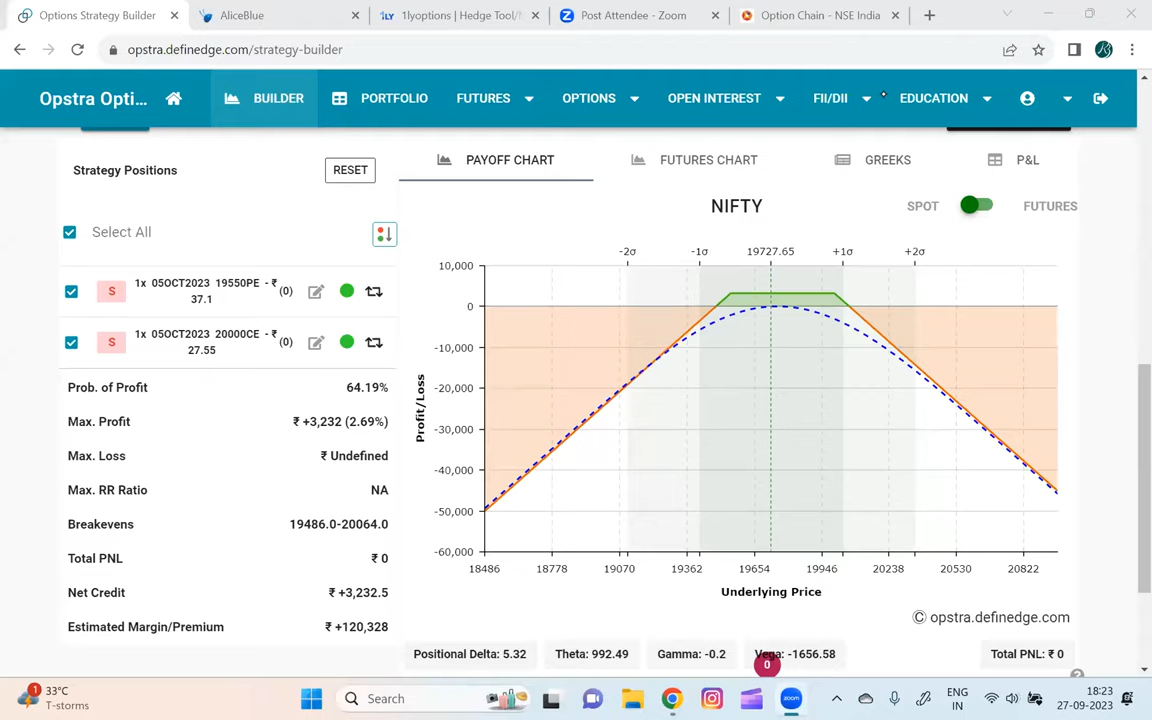 Options Strategy Builder
AliceBlue
1LY 1lyoptions | Hedge Tool/
Post Attendee - Zoom
Option Chain - NSE India
opstra.definedge.com/strategy-builder
Opstra Opti...
BUILDER
PORTFOLIO
FUTURES
OPTIONS
OPEN INTEREST
FII/DII
EDUCATION
Strategy Positions
RESET
PAYOFF CHART
FUTURES CHART
GREEKS
P&L
NIFTY
SPOT
FUTURES
Select All
S 1x 05OCT2023 19550PE - ₹ (0)
37.1
S 1x 05OCT2023 20000CE - ₹ (0)
27.55
Prob. of Profit 64.19%
Max. Profit ₹ +3,232 (2.69%)
Max. Loss ₹ Undefined
Max. RR Ratio NA
Breakevens 19486.0-20064.0
Total PNL ₹ 0
Net Credit ₹ +3,232.5
Estimated Margin/Premium ₹ +120,328
-2σ -1σ 19727.65 +1σ +2σ
10,000
0
-10,000
-20,000
-30,000
-40,000
-50,000
-60,000
Profit/Loss
18486 18778 19070 19362 19654 19946 20238 20530 20822
Underlying Price
© opstra.definedge.com
Positional Delta: 5.32
Theta: 992.49
Gamma: -0.2
Vega: -1656.58
Total PNL: ₹ 0
0
1
33°C
T-storms
Search
ENG
IN
18:23
27-09-2023